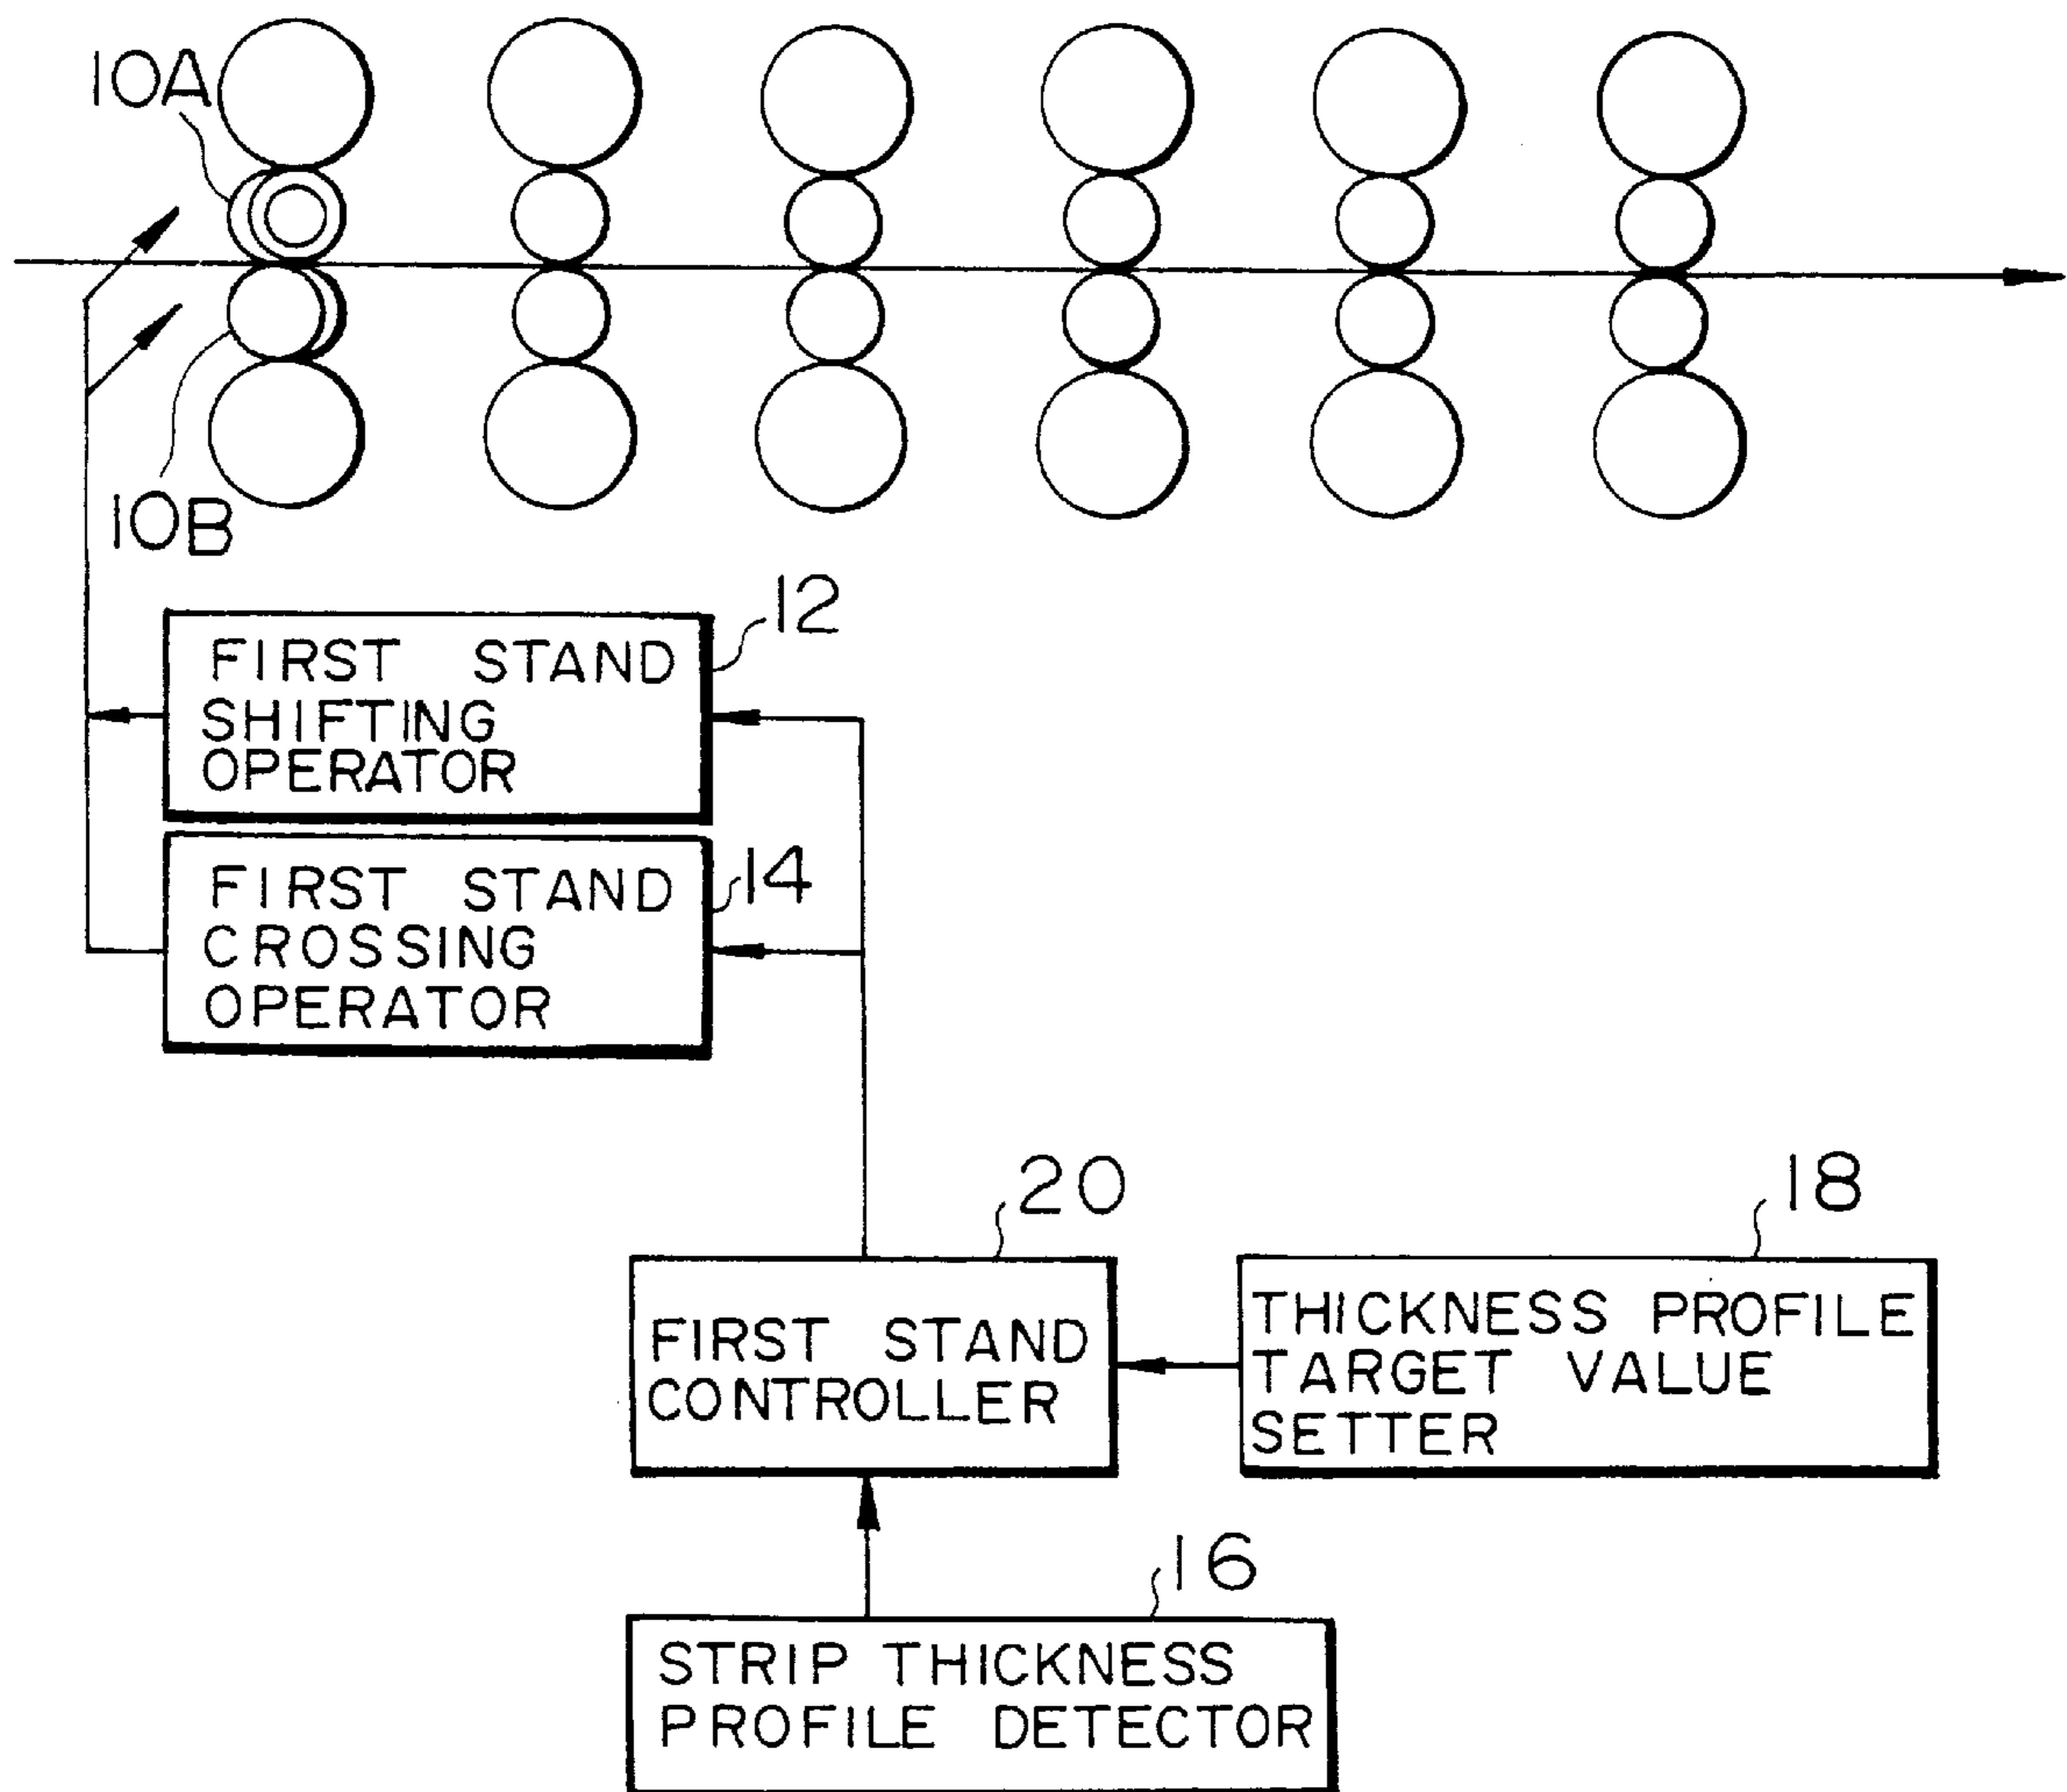 10A
10B
12
FIRST STAND
SHIFTING
OPERATOR
14
FIRST STAND
CROSSING
OPERATOR
20
18
FIRST STAND
CONTROLLER
THICKNESS PROFILE
TARGET VALUE
SETTER
16
STRIP THICKNESS
PROFILE DETECTOR